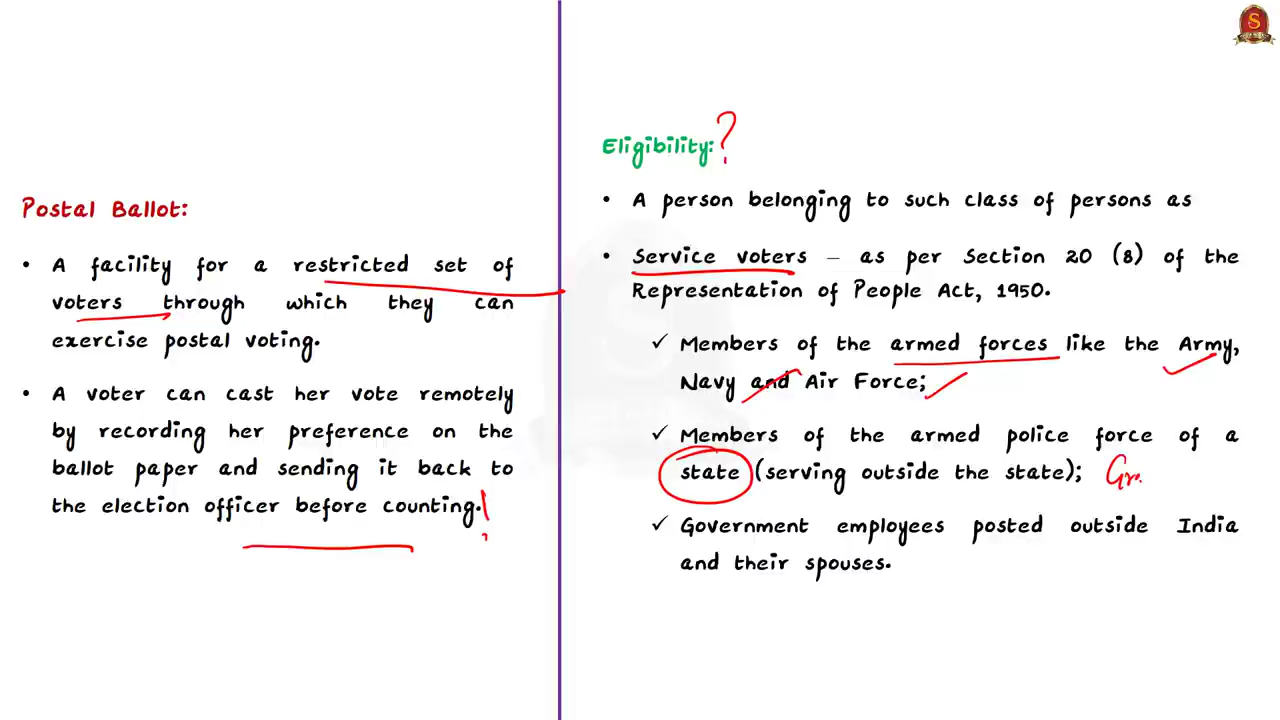 Postal Ballot:
• A facility for a restricted set of
voters through which they can
exercise postal voting.
• A voter can cast her vote remotely
by recording her preference on the
ballot paper and sending it back to
the election officer before counting.
Eligibility:?
• A person belonging to such class of persons as
• Service voters – as per Section 20 (8) of the
Representation of People Act, 1950.
✓ Members of the armed forces like the Army,
Navy and Air Force;
✓ Members of the armed police force of a
state (serving outside the state);
✓ Government employees posted outside India
and their spouses.